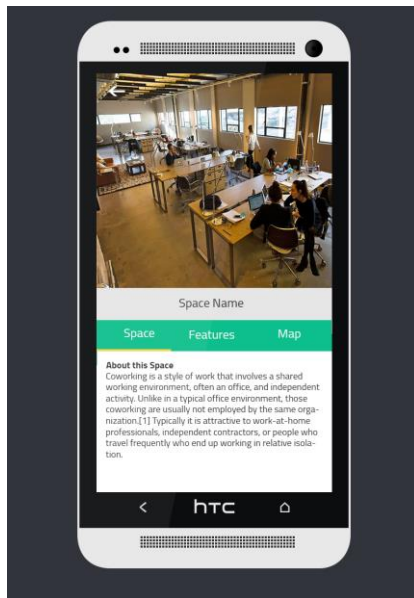 Space Name
Space Features Map
About this Space
Coworking is a style of work that involves a shared
working environment, often an office, and independent
activity. Unlike in a typical office environment, those
coworking are usually not employed by the same orga-
nization.[1] Typically it is attractive to work-at-home
professionals, independent contractors, or people who
travel frequently who end up working in relative isola-
tion.
hTC